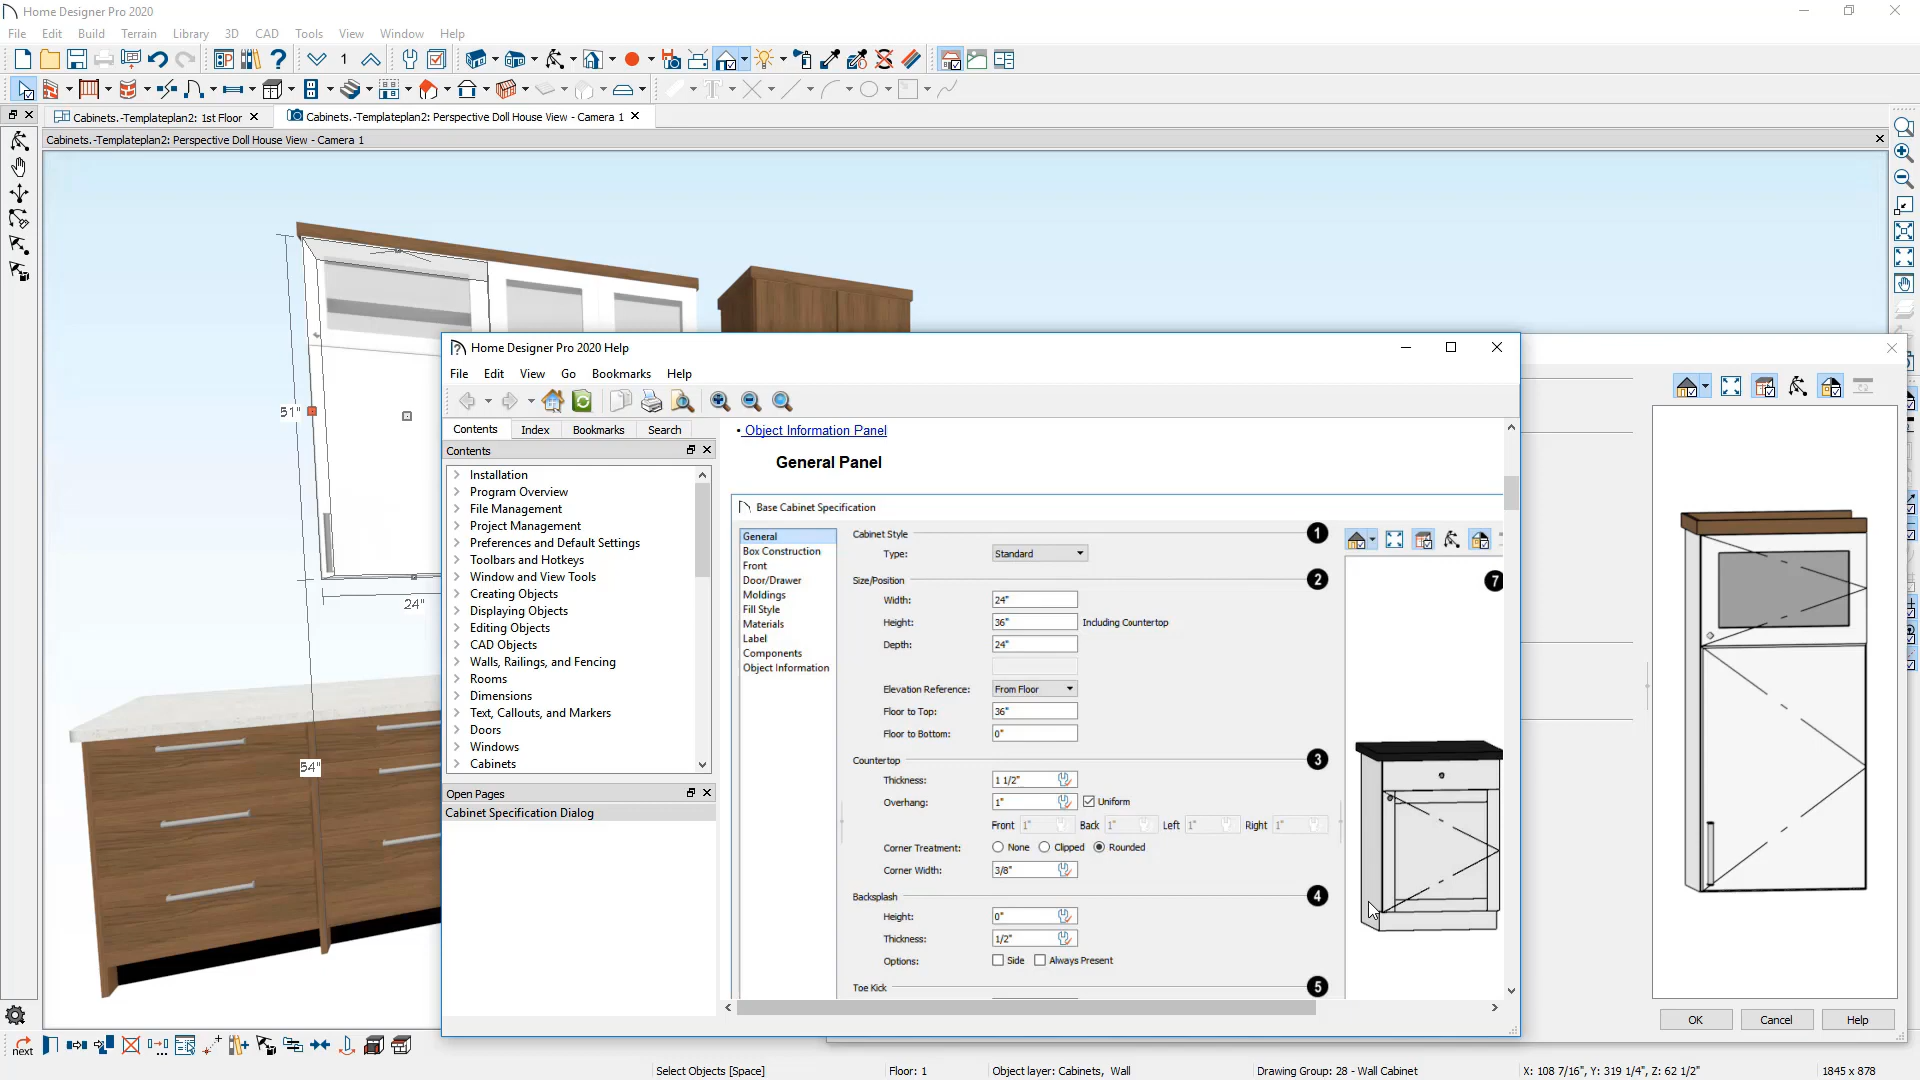 Home Designer Pro 2020
File Edit Build Terrain Library 3D CAD Tools View Window Help
1
Cabinets.-Templateplan2: 1st Floor
Cabinets.-Templateplan2: Perspective Doll House View - Camera 1
Cabinets.-Templateplan2: Perspective Doll House View - Camera 1
51"
24"
54"
Home Designer Pro 2020 Help
File Edit View Go Bookmarks Help
Contents Index Bookmarks Search
Contents
Installation
Program Overview
File Management
Project Management
Preferences and Default Settings
Toolbars and Hotkeys
Window and View Tools
Creating Objects
Displaying Objects
Editing Objects
CAD Objects
Walls, Railings, and Fencing
Rooms
Dimensions
Text, Callouts, and Markers
Doors
Windows
Cabinets
Open Pages
Cabinet Specification Dialog
• Object Information Panel
General Panel
Base Cabinet Specification
General
Box Construction
Front
Door/Drawer
Moldings
Fill Style
Materials
Label
Components
Object Information
Cabinet Style 1
Type: Standard
Size/Position 2
Width: 24"
Height: 36" Including Countertop
Depth: 24"
Elevation Reference: From Floor
Floor to Top: 36"
Floor to Bottom: 0"
Countertop 3
Thickness: 1 1/2"
Overhang: 1" Uniform
Front 1" Back 1" Left 1" Right 1"
Corner Treatment: None Clipped Rounded
Corner Width: 3/8"
Backsplash 4
Height: 0"
Thickness: 1/2"
Options: Side Always Present
Toe Kick 5
7
OK Cancel Help
next
Select Objects [Space] Floor: 1 Object layer: Cabinets, Wall Drawing Group: 28 - Wall Cabinet X: 108 7/16", Y: 319 1/4", Z: 62 1/2" 1845 x 878